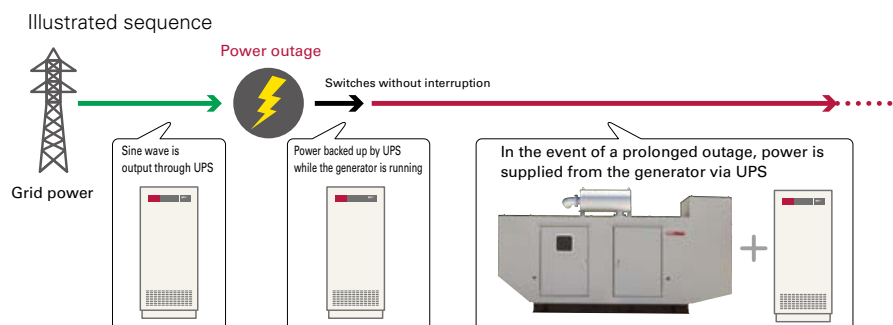 Illustrated sequence
Power outage
Switches without interruption
Grid power
Sine wave is
output through UPS
Power backed up by UPS
while the generator is running
In the event of a prolonged outage, power is
supplied from the generator via UPS